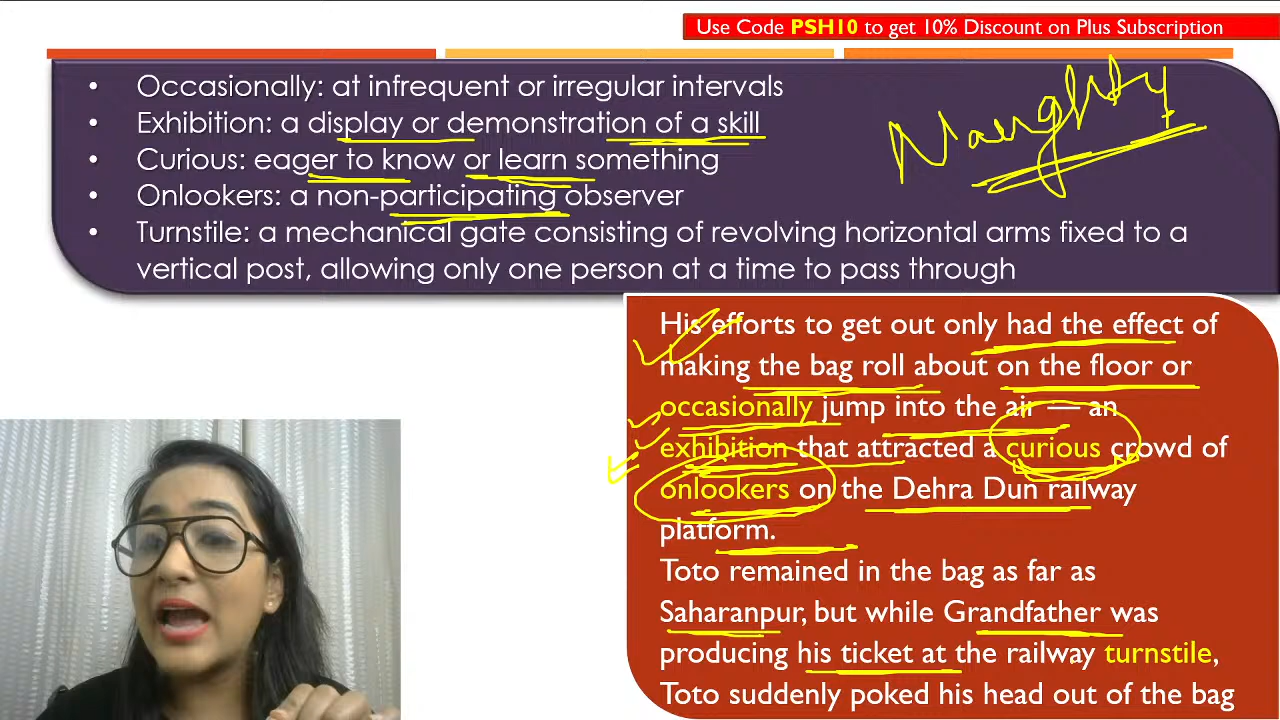 Use Code PSH10 to get 10% Discount on Plus Subscription
• Occasionally: at infrequent or irregular intervals
• Exhibition: a display or demonstration of a skill
• Curious: eager to know or learn something
• Onlookers: a non-participating observer
• Turnstile: a mechanical gate consisting of revolving horizontal arms fixed to a
vertical post, allowing only one person at a time to pass through
Naughty
His efforts to get out only had the effect of
making the bag roll about on the floor or
occasionally jump into the air — an
exhibition that attracted a curious crowd of
onlookers on the Dehra Dun railway
platform.
Toto remained in the bag as far as
Saharanpur, but while Grandfather was
producing his ticket at the railway turnstile,
Toto suddenly poked his head out of the bag